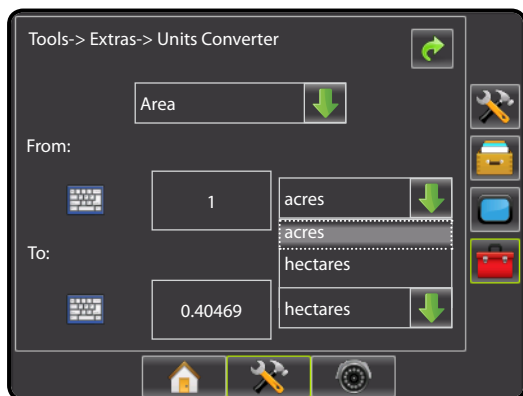 Tools-> Extras-> Units Converter
Area
From:
1
acres
acres
hectares
To:
0.40469
hectares